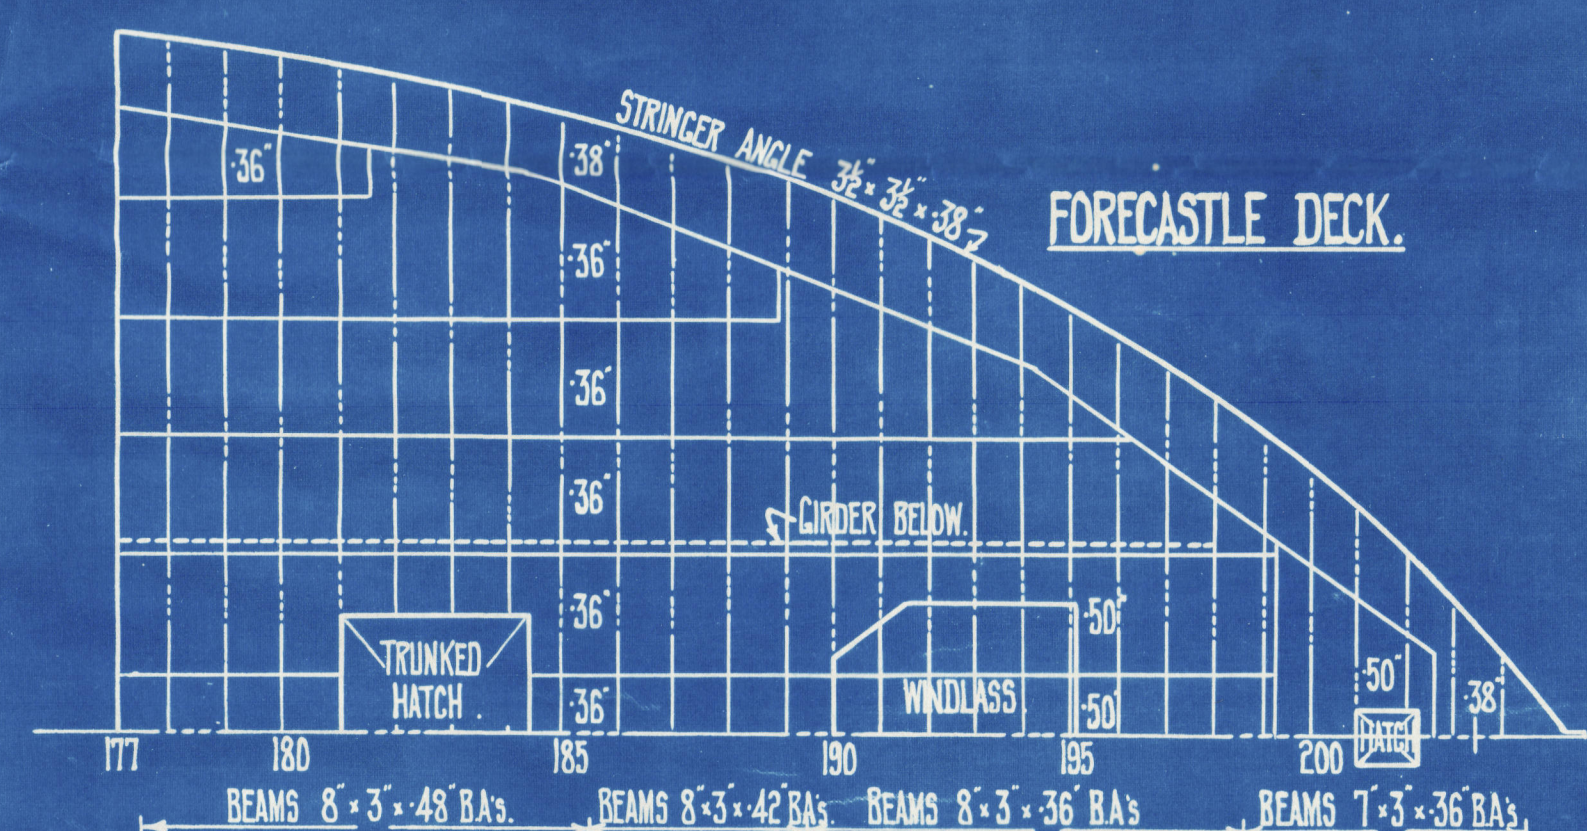 STRINGER ANGLE 3½" × 3½" × ·38"
FORECASTLE DECK.
·36"
·38"
·36"
·36"
·36"
GIRDER BELOW.
·36"
·50"
TRUNKED
HATCH.
·36"
WINDLASS
·50"
·50"
·38"
HATCH
177 180 185 190 195 200
BEAMS 8" × 3" × ·48" B.A's. BEAMS 8" × 3" × ·42" B.A's. BEAMS 8" × 3" × ·36" B.A's BEAMS 7" × 3" × ·36" B.A's.